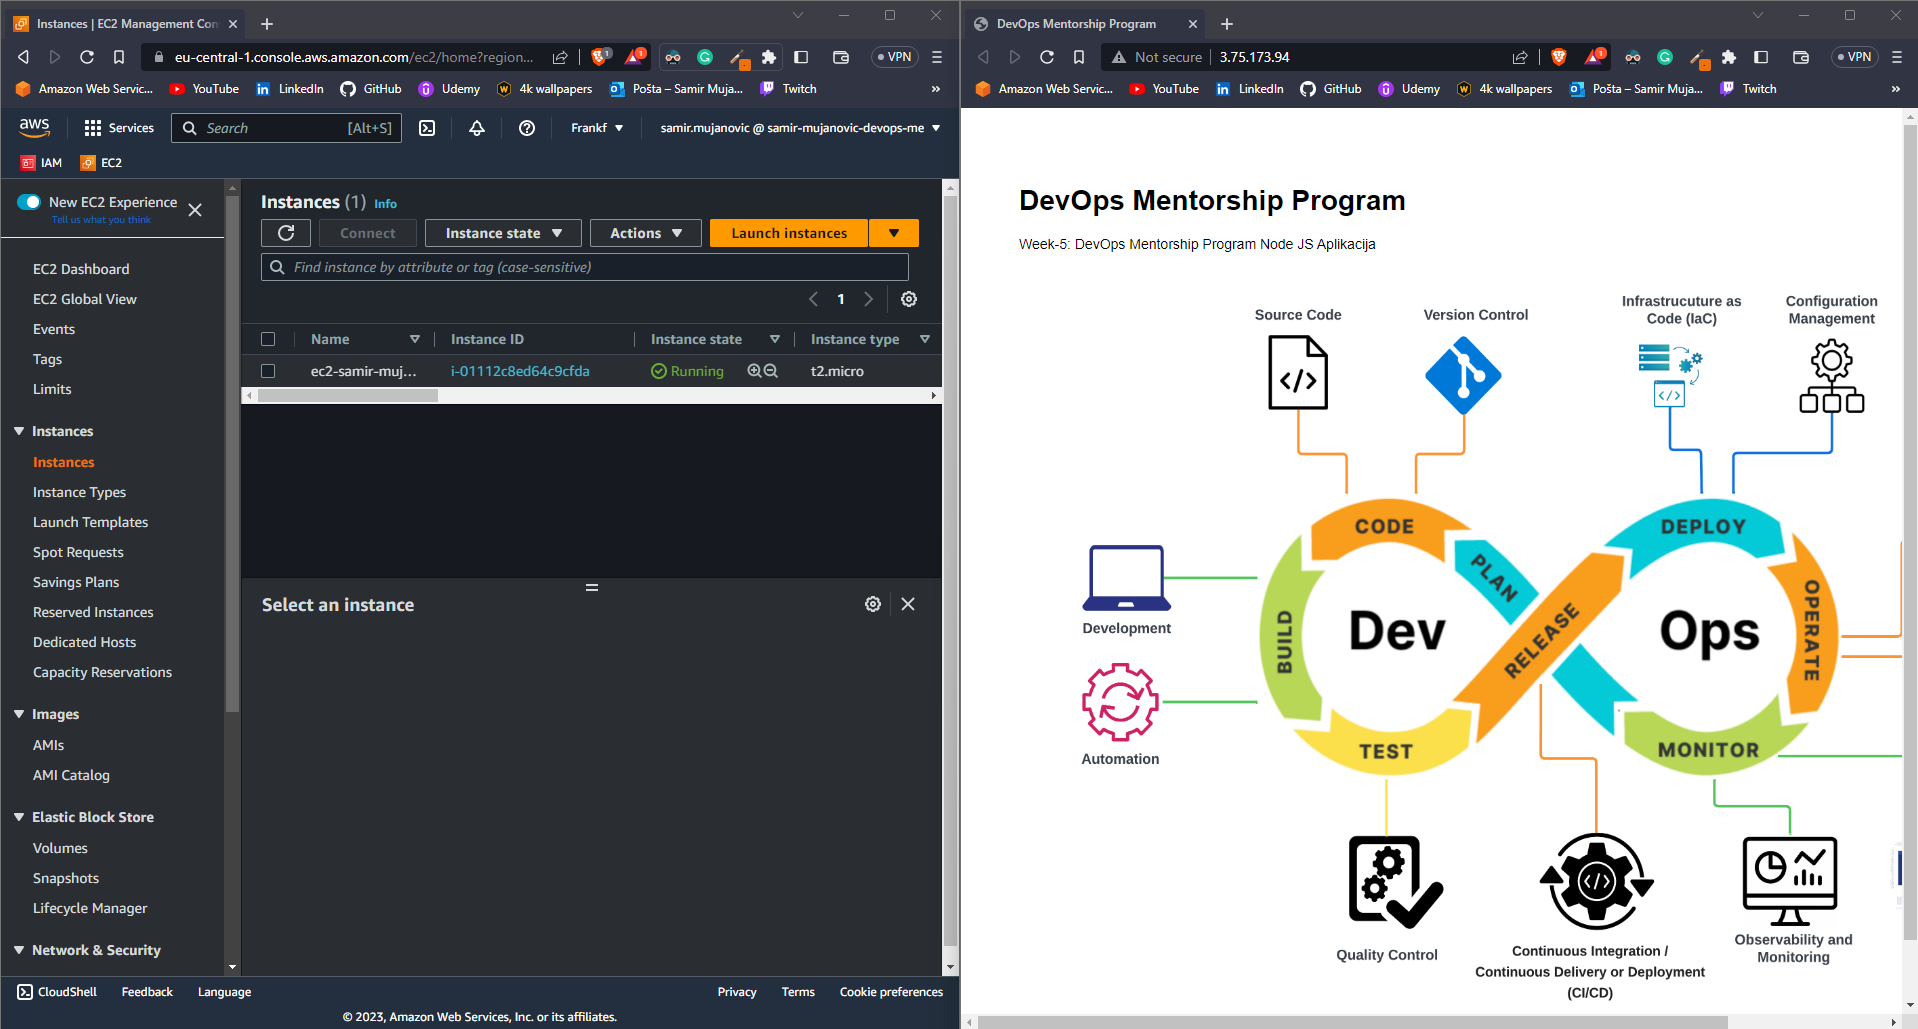 Instances | EC2 Management Con
eu-central-1.console.aws.amazon.com/ec2/home?region...
1
1
VPN
Amazon Web Servic...
YouTube
LinkedIn
GitHub
Udemy
4k wallpapers
Pošta – Samir Muja...
Twitch
»
aws
Services
Search
[Alt+S]
Frankf
samir.mujanovic @ samir-mujanovic-devops-me
IAM
EC2
New EC2 Experience
Tell us what you think
EC2 Dashboard
EC2 Global View
Events
Tags
Limits
Instances
Instances
Instance Types
Launch Templates
Spot Requests
Savings Plans
Reserved Instances
Dedicated Hosts
Capacity Reservations
Images
AMIs
AMI Catalog
Elastic Block Store
Volumes
Snapshots
Lifecycle Manager
Network & Security
Instances (1) Info
Connect
Instance state
Actions
Launch instances
Find instance by attribute or tag (case-sensitive)
1
Name
Instance ID
Instance state
Instance type
ec2-samir-muj...
i-01112c8ed64c9cfda
Running
t2.micro
Select an instance
CloudShell
Feedback
Language
Privacy
Terms
Cookie preferences
© 2023, Amazon Web Services, Inc. or its affiliates.
DevOps Mentorship Program
Not secure
3.75.173.94
1
VPN
Amazon Web Servic...
YouTube
LinkedIn
GitHub
Udemy
4k wallpapers
Pošta – Samir Muja...
Twitch
»
DevOps Mentorship Program
Week-5: DevOps Mentorship Program Node JS Aplikacija
Source Code
Version Control
Infrastrucuture as
Code (IaC)
Configuration
Management
CODE
PLAN
DEPLOY
OPERATE
BUILD
Dev
RELEASE
Ops
TEST
MONITOR
Development
Automation
Quality Control
Continuous Integration /
Continuous Delivery or Deployment
(CI/CD)
Observability and
Monitoring